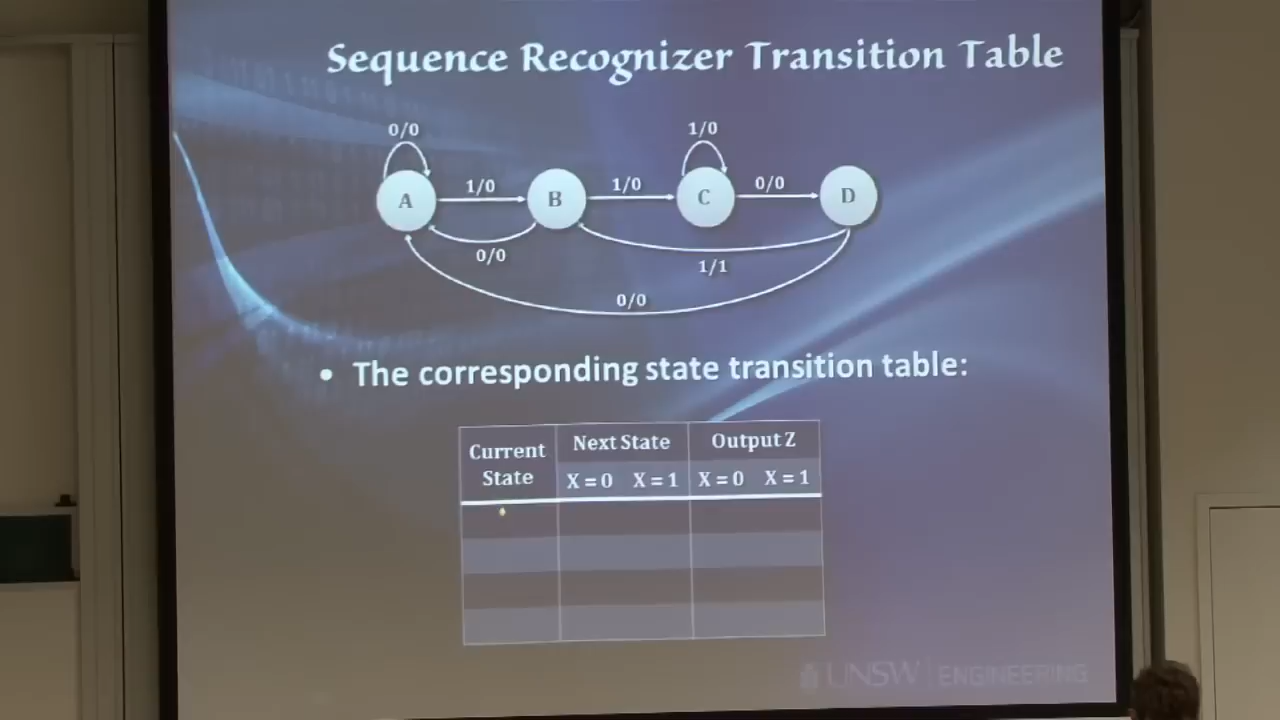 Sequence Recognizer Transition Table
0/0
1/0
A
1/0
B
1/0
C
0/0
D
0/0
1/1
0/0
• The corresponding state transition table:
Current State
Next State
Output Z
X = 0 X = 1
X = 0 X = 1
UNSW | ENGINEERING